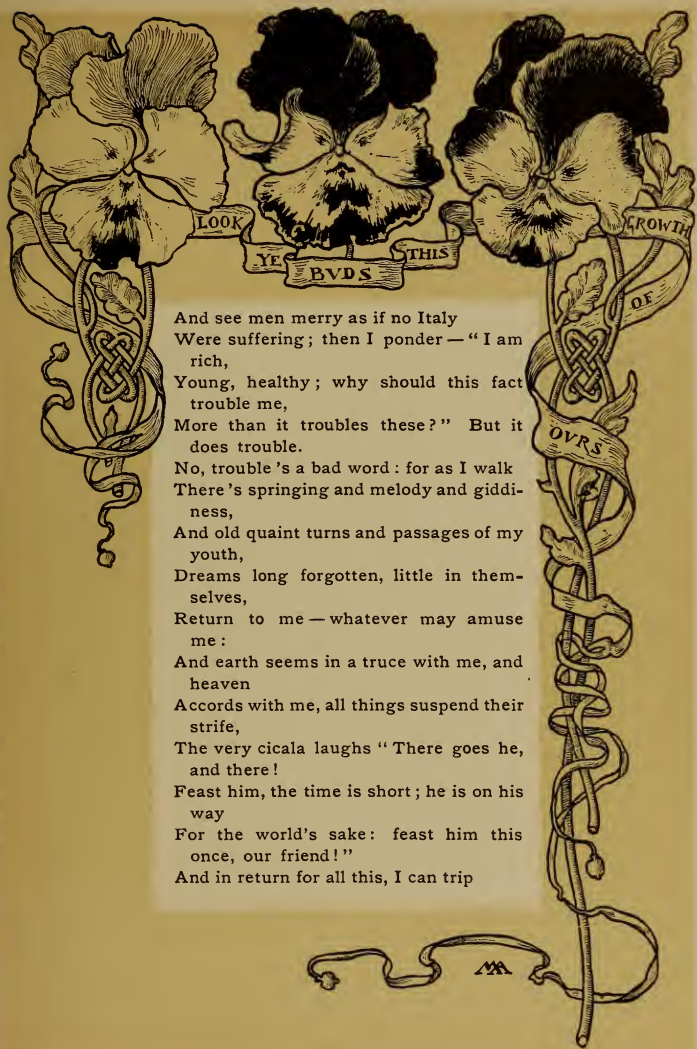 LOOK
YE
BVDS
THIS
GROWTH
OF
OVRS
And see men merry as if no Italy
Were suffering; then I ponder — “ I am
rich,
Young, healthy; why should this fact
trouble me,
More than it troubles these?” But it
does trouble.
No, trouble 's a bad word: for as I walk
There 's springing and melody and giddi-
ness,
And old quaint turns and passages of my
youth,
Dreams long forgotten, little in them-
selves,
Return to me — whatever may amuse
me:
And earth seems in a truce with me, and
heaven
Accords with me, all things suspend their
strife,
The very cicala laughs “ There goes he,
and there!
Feast him, the time is short; he is on his
way
For the world's sake: feast him this
once, our friend!”
And in return for all this, I can trip